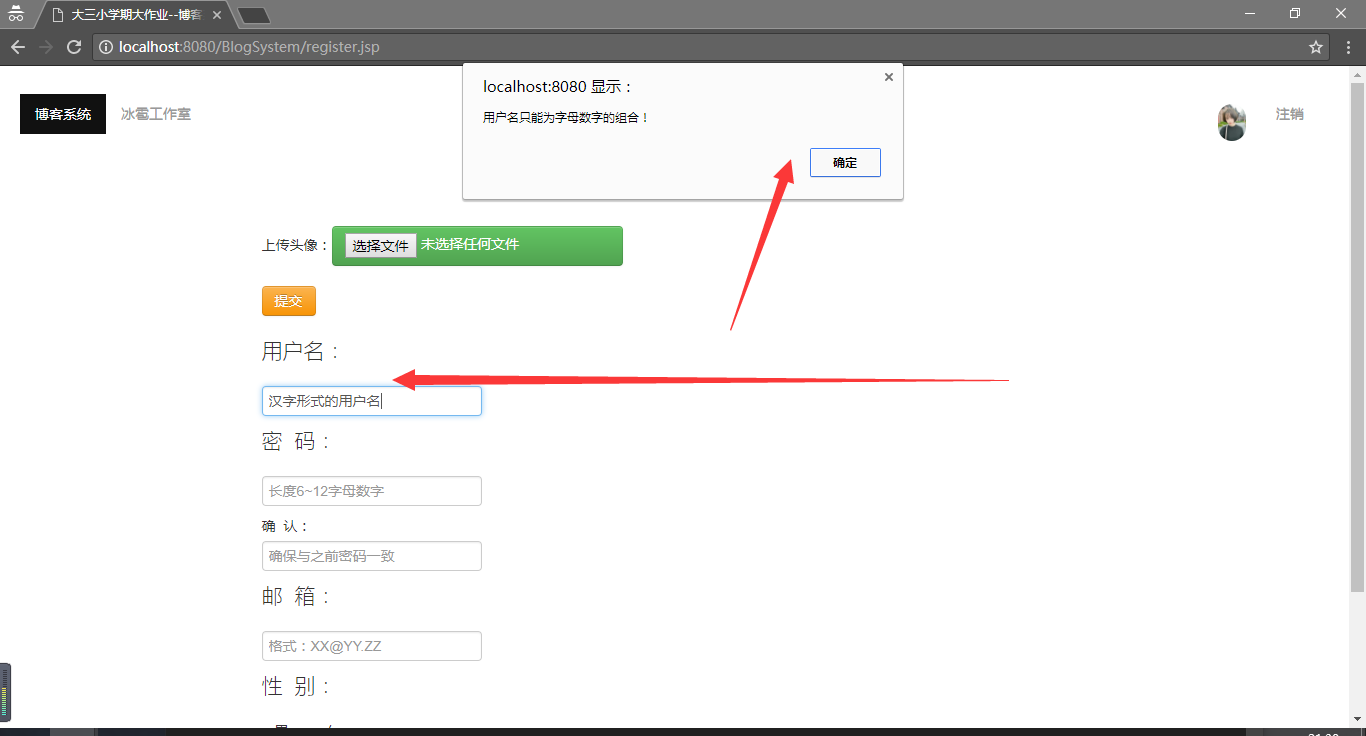 大三小学期大作业--博客
localhost:8080/BlogSystem/register.jsp
localhost:8080 显示：
用户名只能为字母数字的组合！
确定
博客系统 冰雹工作室 注销
上传头像：选择文件 未选择任何文件
提交
用户名：
汉字形式的用户名
密 码：
长度6~12字母数字
确 认：
确保与之前密码一致
邮 箱：
格式：XX@YY.ZZ
性 别：